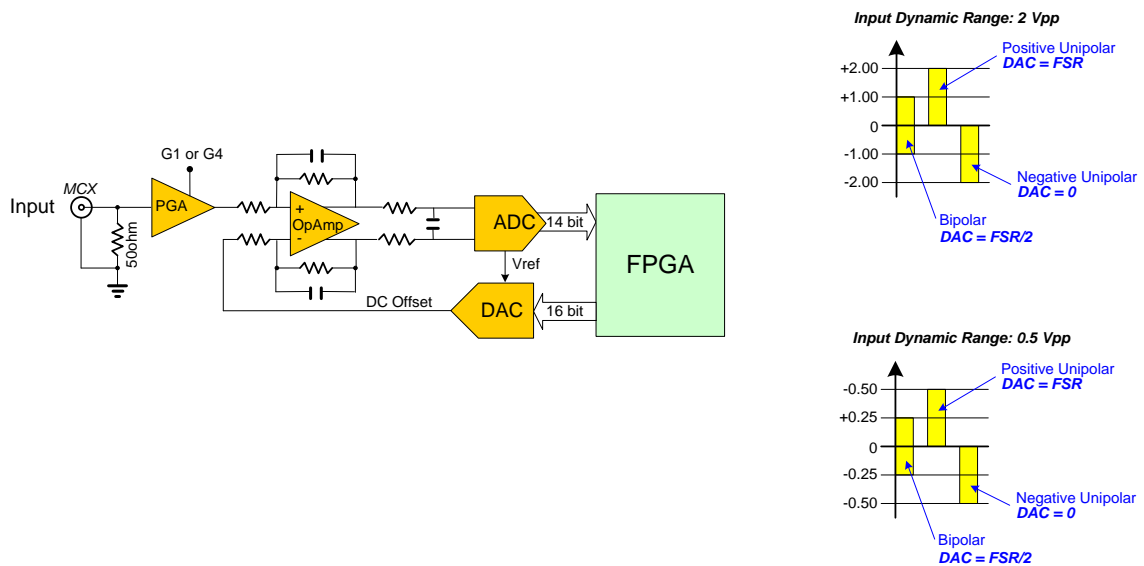 Input Dynamic Range: 2 Vpp
Positive Unipolar
DAC = FSR
+2.00
+1.00
0
-1.00
-2.00
Negative Unipolar
DAC = 0
Bipolar
DAC = FSR/2
G1 or G4
MCX
Input
PGA
50ohm
+
OpAmp
-
ADC
14 bit
Vref
FPGA
DC Offset
DAC
16 bit
Input Dynamic Range: 0.5 Vpp
Positive Unipolar
DAC = FSR
-0.50
+0.25
0
-0.25
-0.50
Negative Unipolar
DAC = 0
Bipolar
DAC = FSR/2